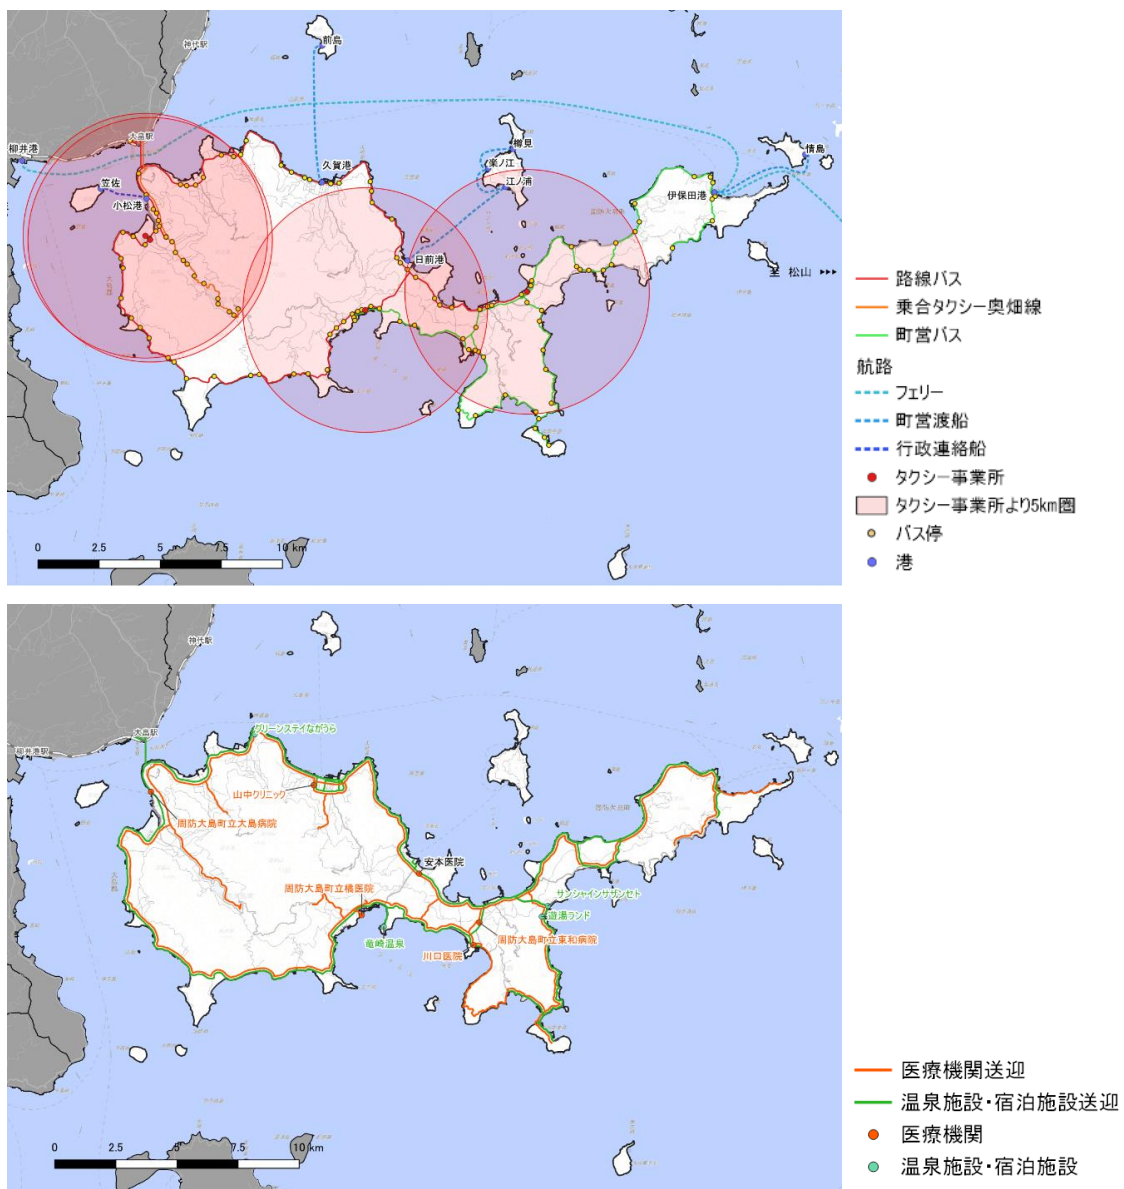 神代駅
前島
大畠駅
柳井港
久賀港
樽見
楽ノ江
江ノ浦
情島
笠佐
小松港
伊保田港
日前港
至 松山 ▸▸▸
0 2.5 5 7.5 10 km
路線バス
乗合タクシー奥畑線
町営バス
航路
フェリー
町営渡船
行政連絡船
タクシー事業所
タクシー事業所より5km圏
バス停
港
神代駅
大畠駅
柳井港駅
グリーンステイながうら
山中クリニック
周防大島町立大島病院
安本医院
周防大島町立橘医院
サンシャインサザンセト
遊湯ランド
周防大島町立東和病院
竜崎温泉
川口医院
0 2.5 5 7.5 10 km
医療機関送迎
温泉施設・宿泊施設送迎
医療機関
温泉施設・宿泊施設